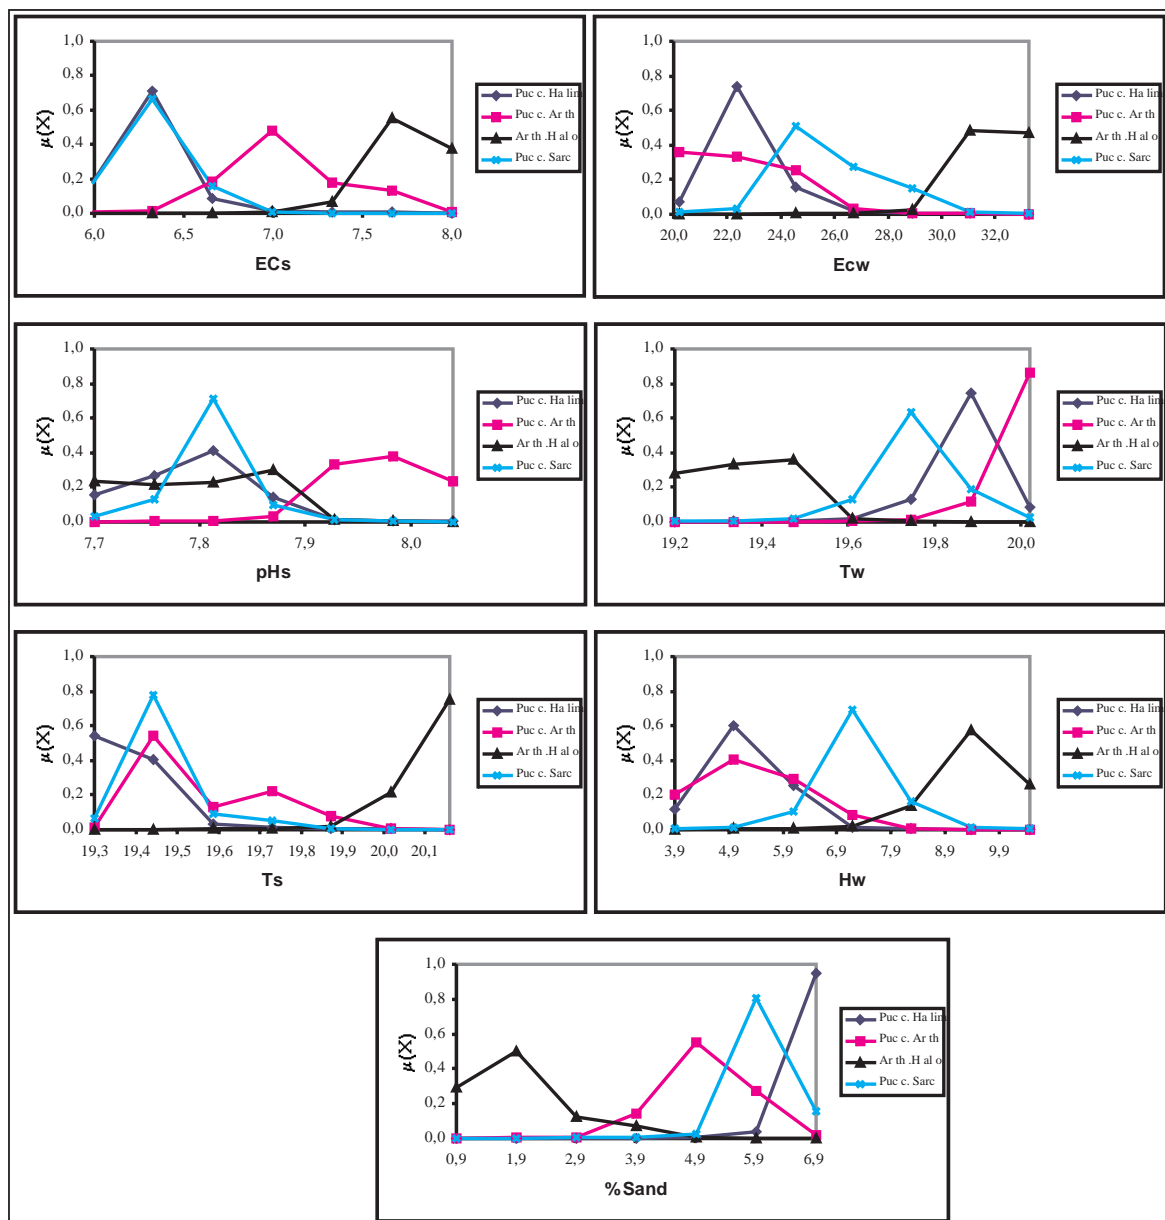 1,0
0,8
0,6
0,4
0,2
0,0
μ(X)
6,0 6,5 7,0 7,5 8,0
ECs
Puc c. Ha lim
Puc c. Ar th
Ar th .H al o
Puc c. Sarc
1,0
0,8
0,6
0,4
0,2
0,0
μ(X)
20,0 22,0 24,0 26,0 28,0 30,0 32,0
Ecw
Puc c. Ha lim
Puc c. Ar th
Ar th .H al o
Puc c. Sarc
1,0
0,8
0,6
0,4
0,2
0,0
μ(X)
7,7 7,8 7,9 8,0
pHs
Puc c. Ha lim
Puc c. Ar th
Ar th .H al o
Puc c. Sarc
1,0
0,8
0,6
0,4
0,2
0,0
μ(X)
19,2 19,4 19,6 19,8 20,0
Tw
Puc c. Ha lim
Puc c. Ar th
Ar th .H al o
Puc c. Sarc
1,0
0,8
0,6
0,4
0,2
0,0
μ(X)
19,3 19,4 19,5 19,6 19,7 19,8 19,9 20,0 20,1
Ts
Puc c. Ha lim
Puc c. Ar th
Ar th .H al o
Puc c. Sarc
1,0
0,8
0,6
0,4
0,2
0,0
μ(X)
3,9 4,9 5,9 6,9 7,9 8,9 9,9
Hw
Puc c. Ha lim
Puc c. Ar th
Ar th .H al o
Puc c. Sarc
1,0
0,8
0,6
0,4
0,2
0,0
μ(X)
0,9 1,9 2,9 3,9 4,9 5,9 6,9
%Sand
Puc c. Ha lim
Puc c. Ar th
Ar th .H al o
Puc c. Sarc